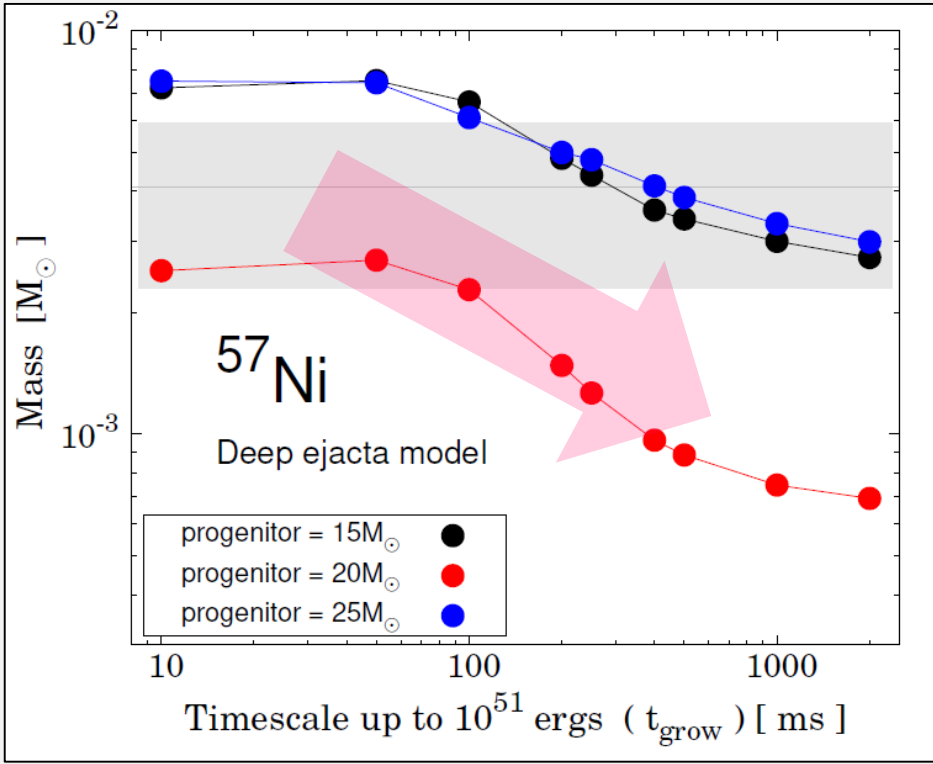 10⁻²
10⁻³
Mass [M☉]
⁵⁷Ni
Deep ejacta model
progenitor = 15M☉
progenitor = 20M☉
progenitor = 25M☉
10 100 1000
Timescale up to 10⁵¹ ergs (t_grow) [ms]